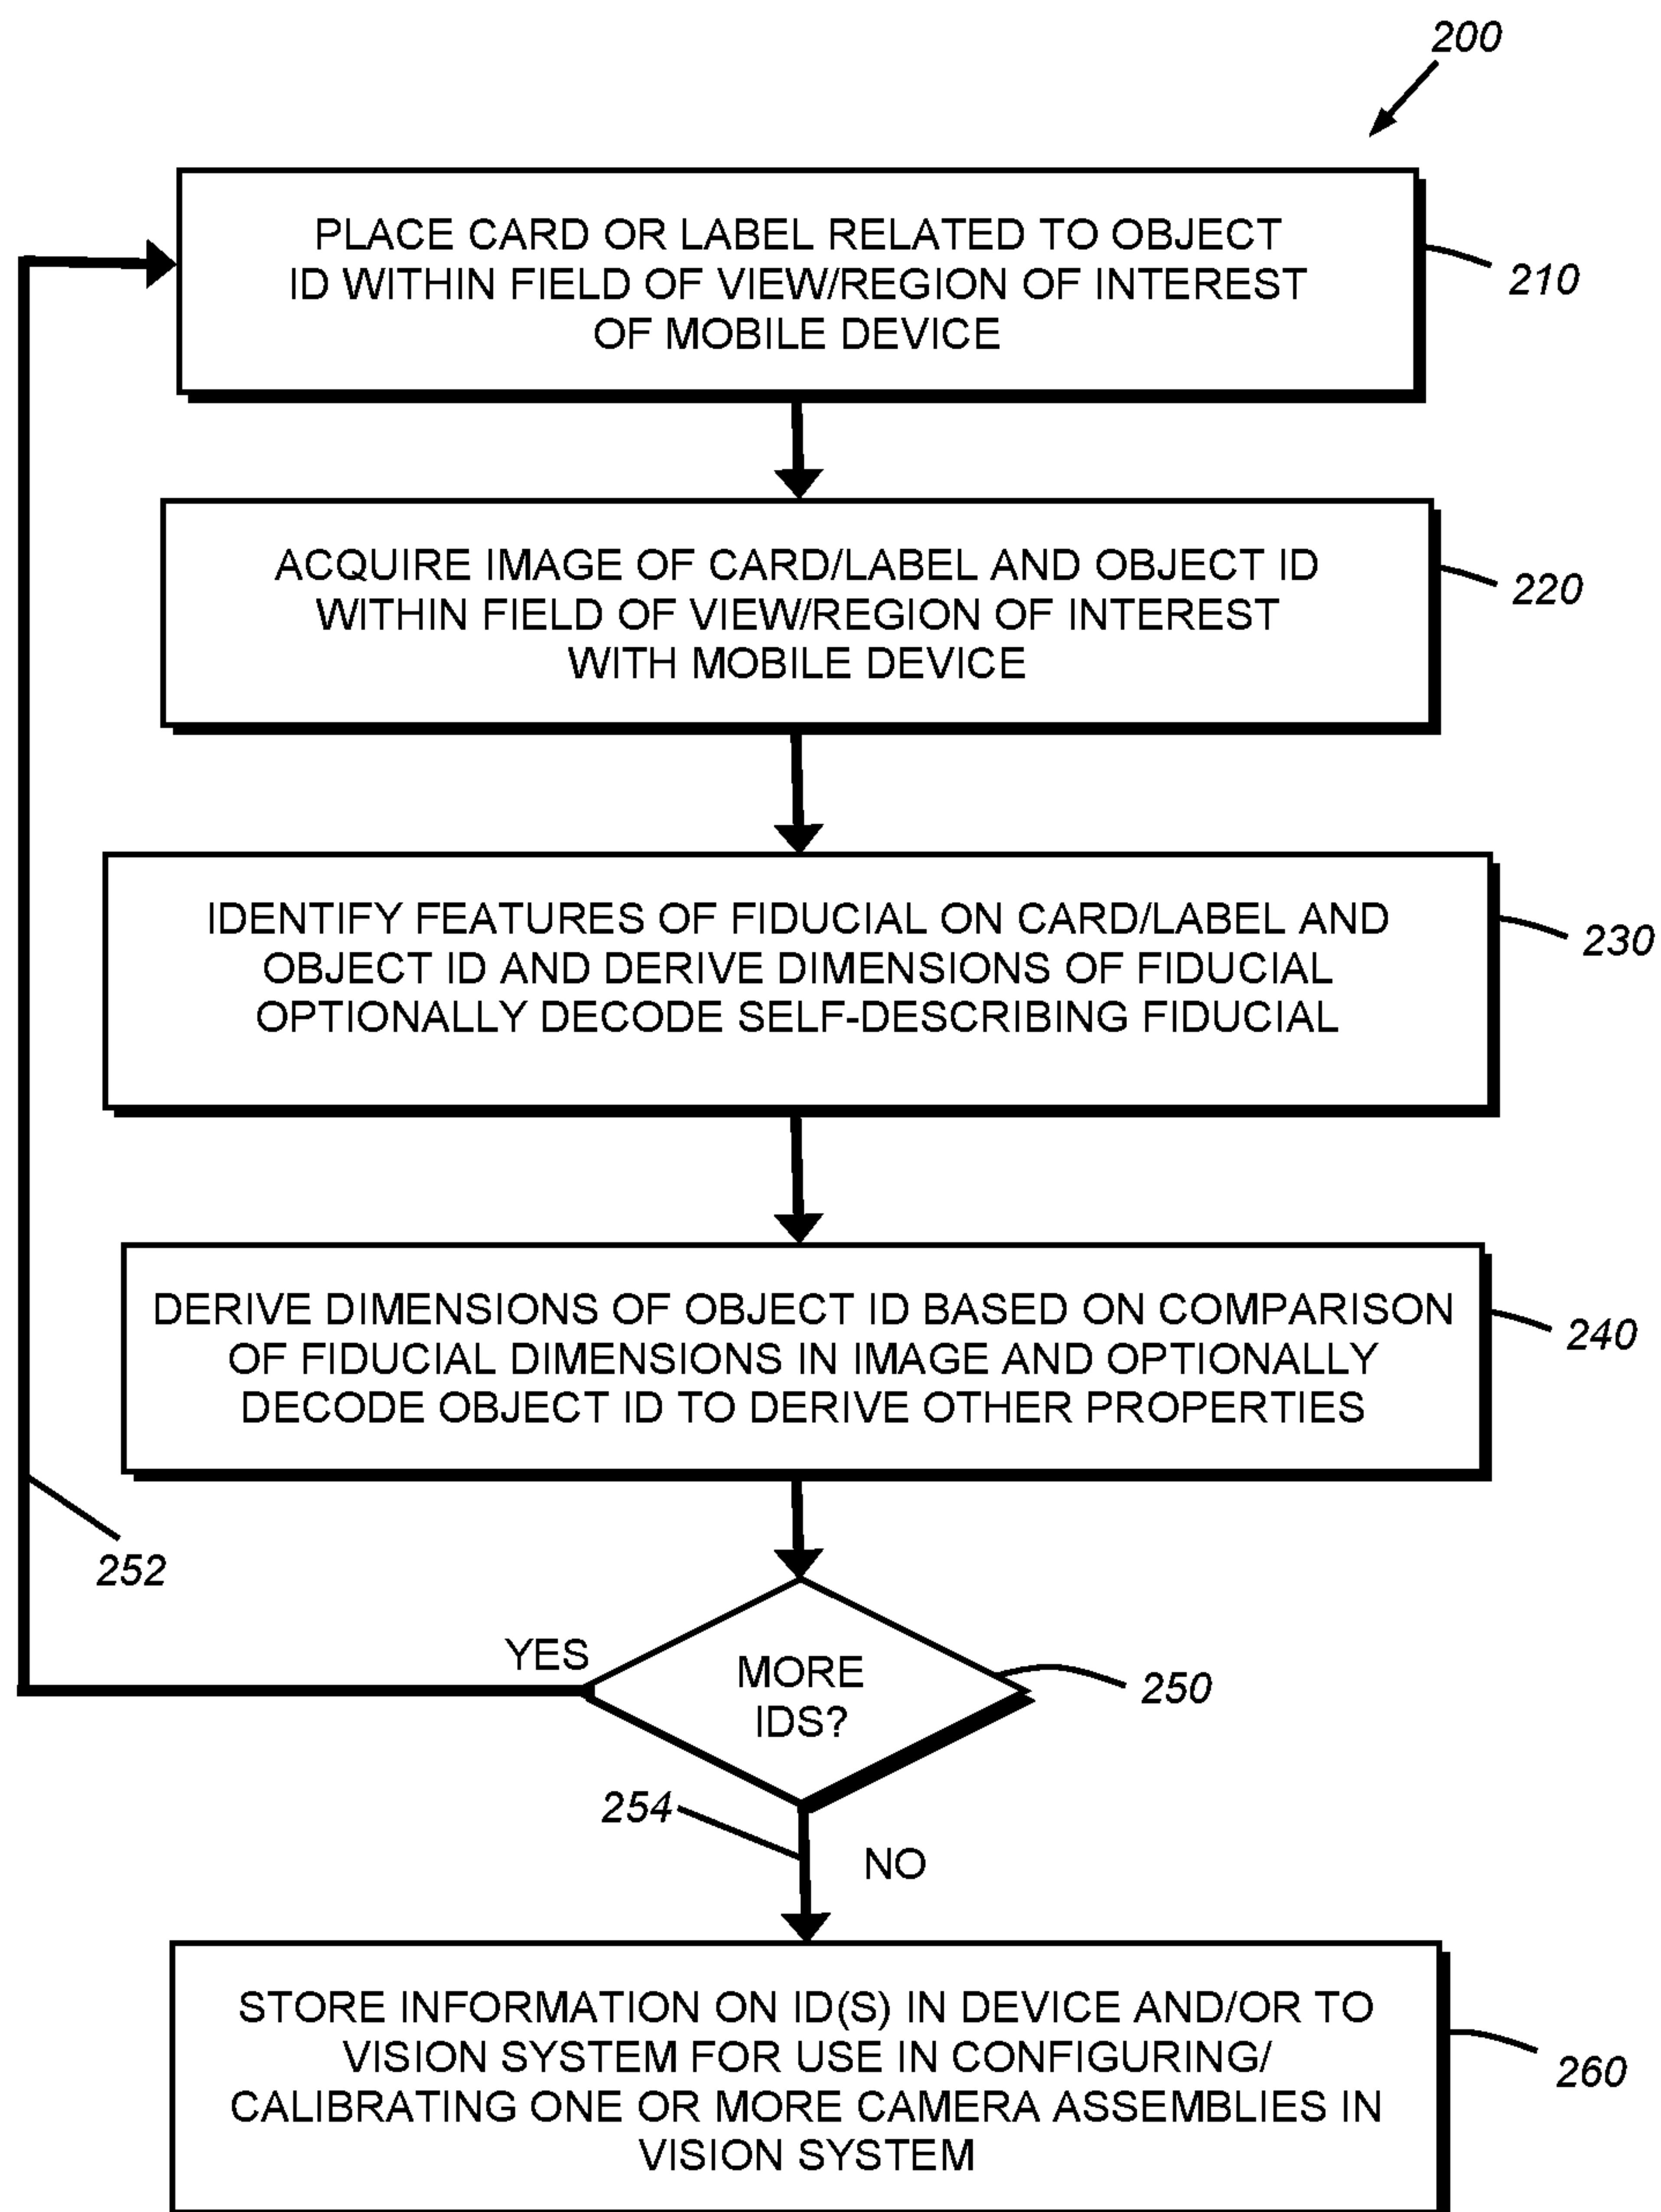 200
PLACE CARD OR LABEL RELATED TO OBJECT
ID WITHIN FIELD OF VIEW/REGION OF INTEREST
OF MOBILE DEVICE
210
ACQUIRE IMAGE OF CARD/LABEL AND OBJECT ID
WITHIN FIELD OF VIEW/REGION OF INTEREST
WITH MOBILE DEVICE
220
IDENTIFY FEATURES OF FIDUCIAL ON CARD/LABEL AND
OBJECT ID AND DERIVE DIMENSIONS OF FIDUCIAL
OPTIONALLY DECODE SELF-DESCRIBING FIDUCIAL
230
DERIVE DIMENSIONS OF OBJECT ID BASED ON COMPARISON
OF FIDUCIAL DIMENSIONS IN IMAGE AND OPTIONALLY
DECODE OBJECT ID TO DERIVE OTHER PROPERTIES
240
252
YES
MORE
IDS?
250
254
NO
STORE INFORMATION ON ID(S) IN DEVICE AND/OR TO
VISION SYSTEM FOR USE IN CONFIGURING/
CALIBRATING ONE OR MORE CAMERA ASSEMBLIES IN
VISION SYSTEM
260